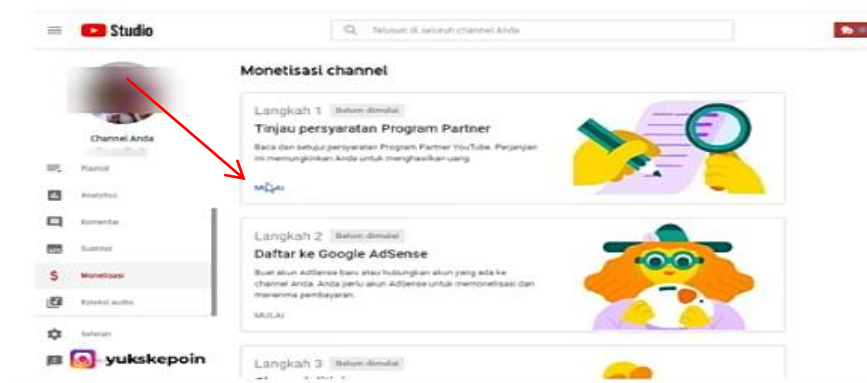 Studio
Telusuri di seluruh channel Anda
Monetisasi channel
Channel Anda
Playlist
Analytics
Komentar
Subtitel
Monetisasi
Koleksi audio
Setelan
yukskepoin
Langkah 1 Belum dimulai
Tinjau persyaratan Program Partner
Baca dan setujui persyaratan Program Partner YouTube. Perjanjian
ini memungkinkan Anda untuk menghasilkan uang.
MULAI
Langkah 2 Belum dimulai
Daftar ke Google AdSense
Buat akun AdSense baru atau hubungkan akun yang ada ke
channel Anda. Anda perlu akun AdSense untuk memonetisasi dan
menerima pembayaran.
MULAI
Langkah 3 Belum dimulai